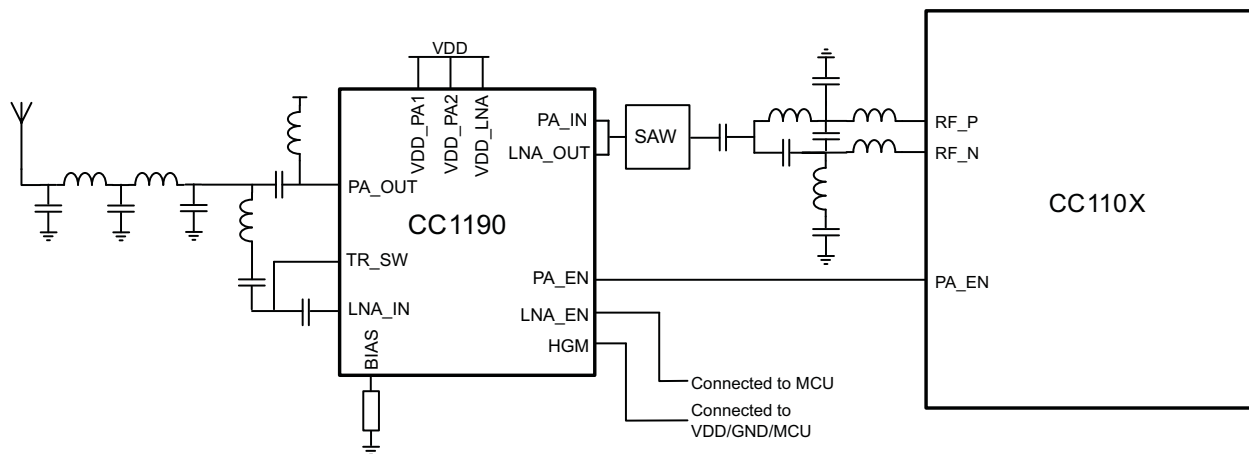 VDD
VDD_PA1
VDD_PA2
VDD_LNA
PA_IN
LNA_OUT
SAW
RF_P
RF_N
PA_OUT
CC1190
CC110X
TR_SW
PA_EN
PA_EN
LNA_IN
LNA_EN
HGM
BIAS
Connected to MCU
Connected to
VDD/GND/MCU